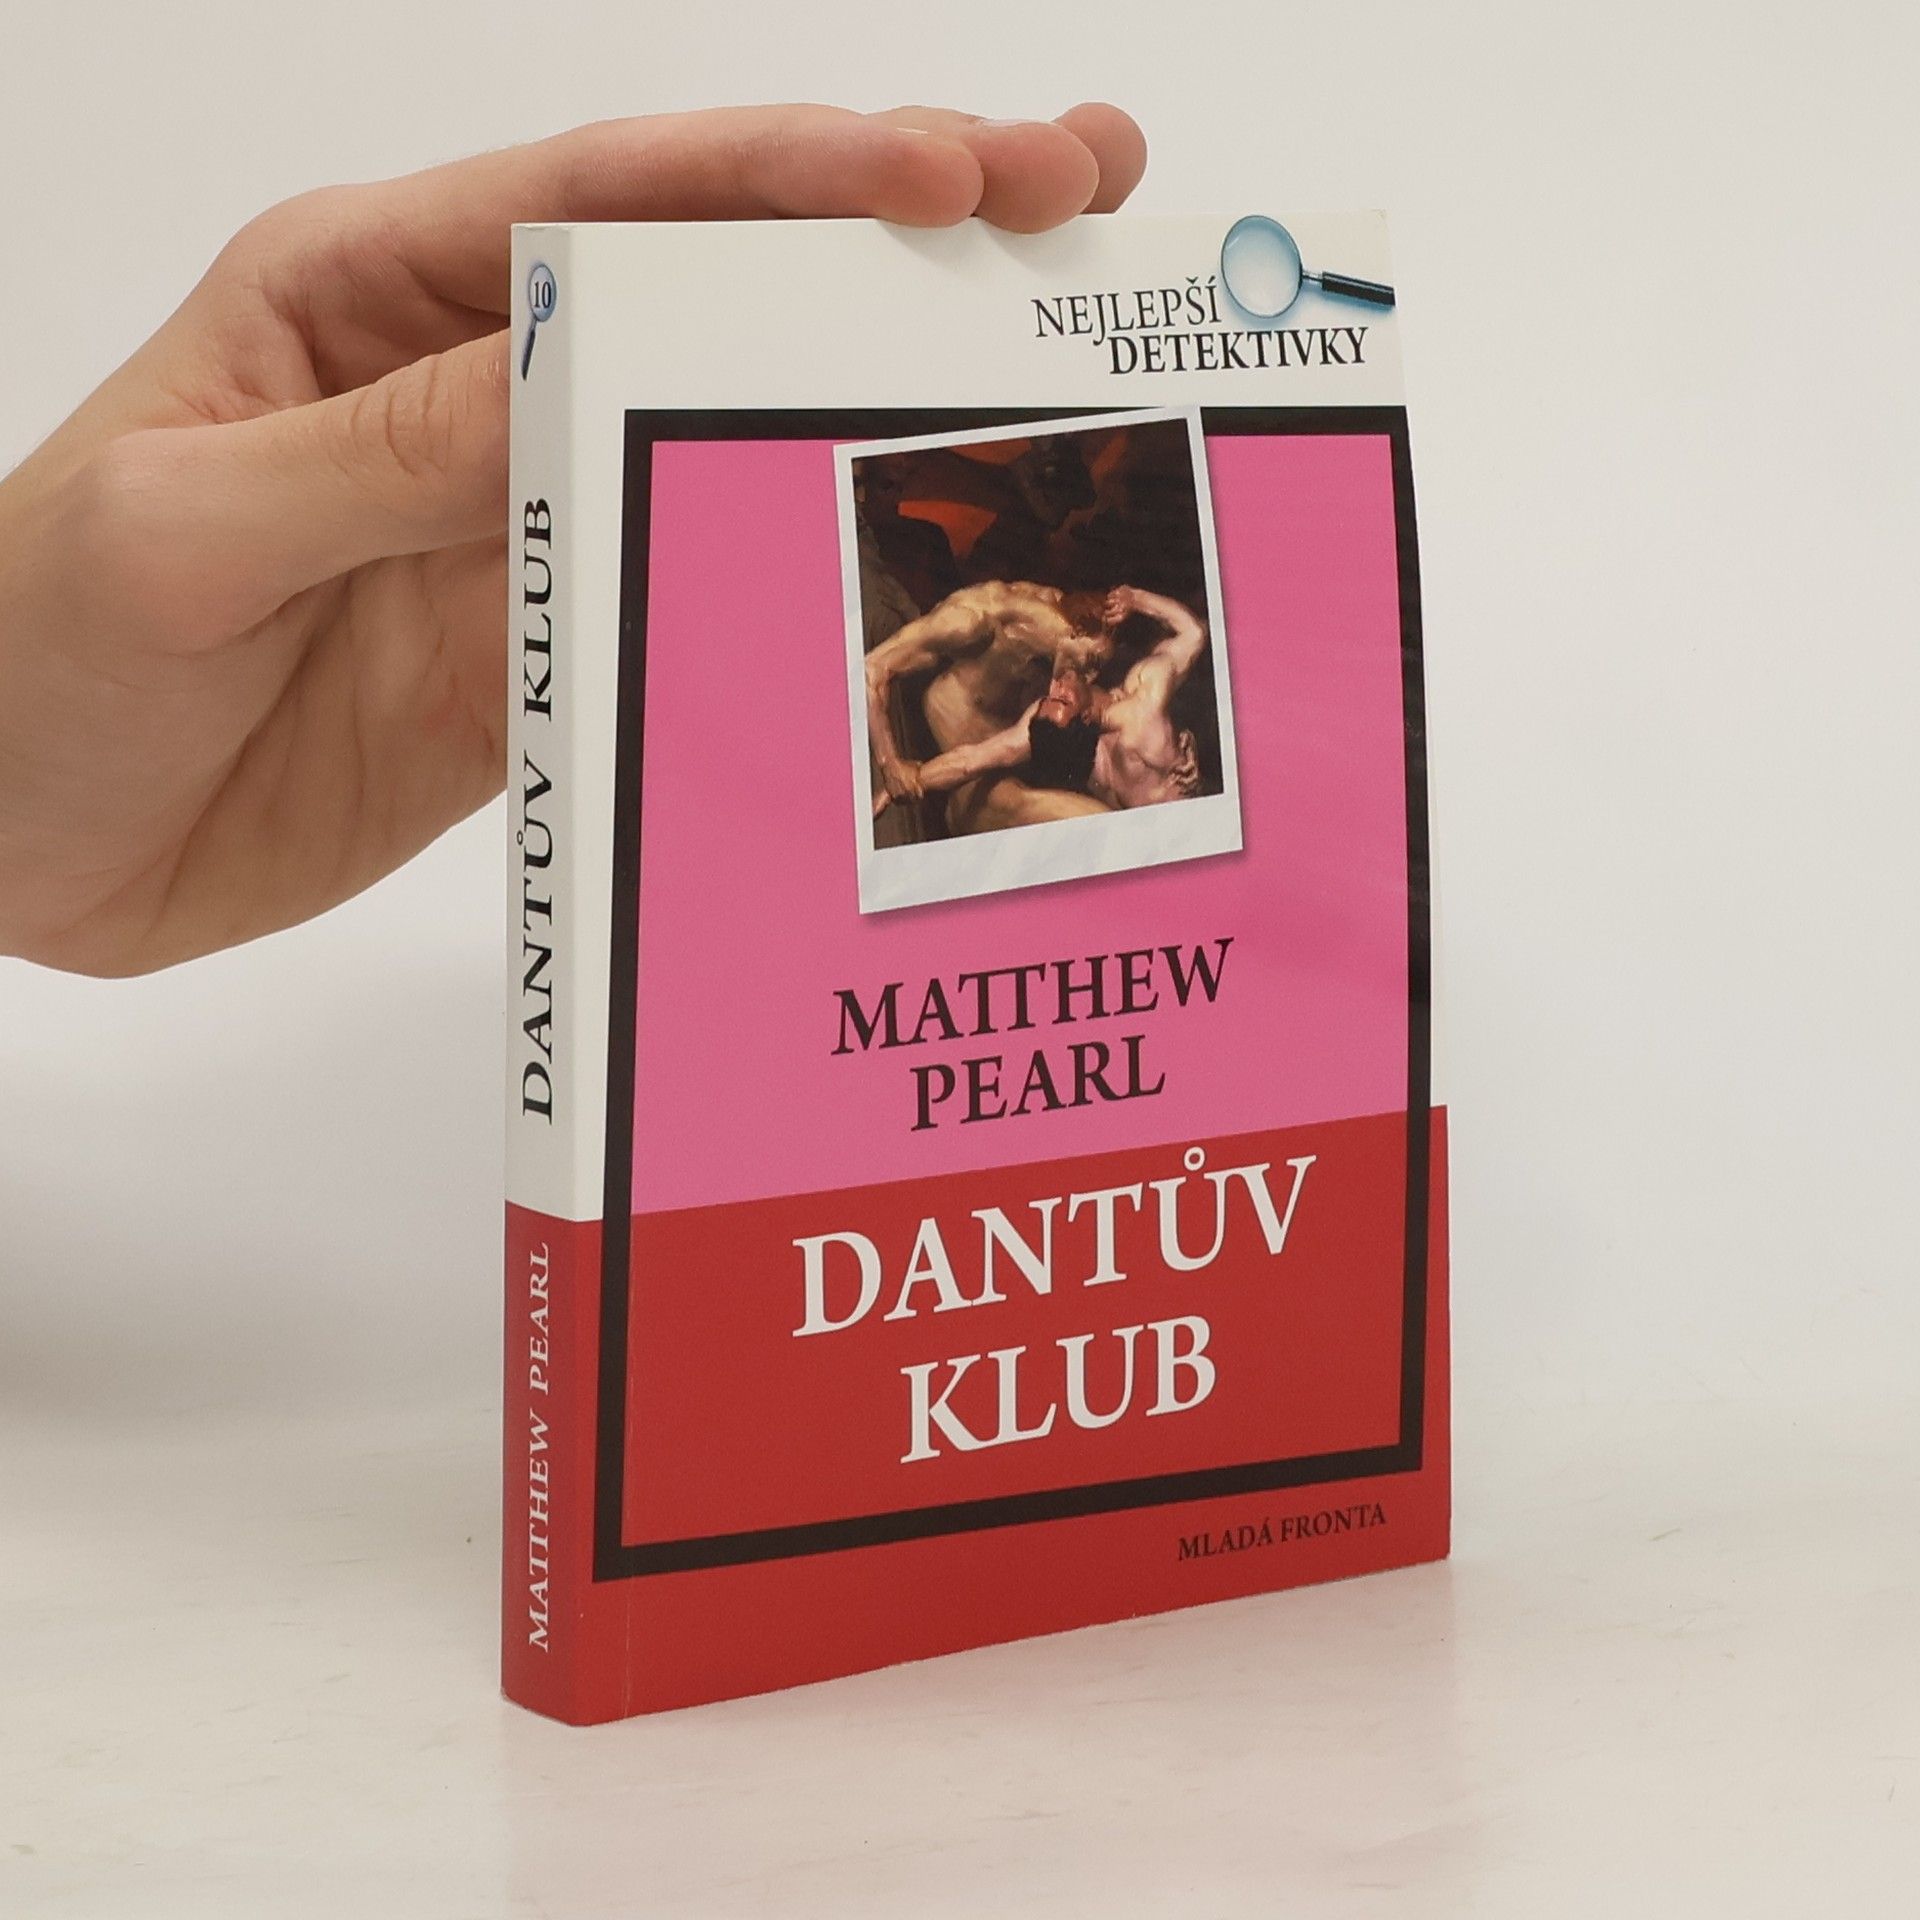 10
DANTŮV KLUB
MATTHEW PEARL
NEJLEPŠÍ
DETEKTIVKY
MATTHEW
PEARL
DANTŮV
KLUB
MLADÁ FRONTA